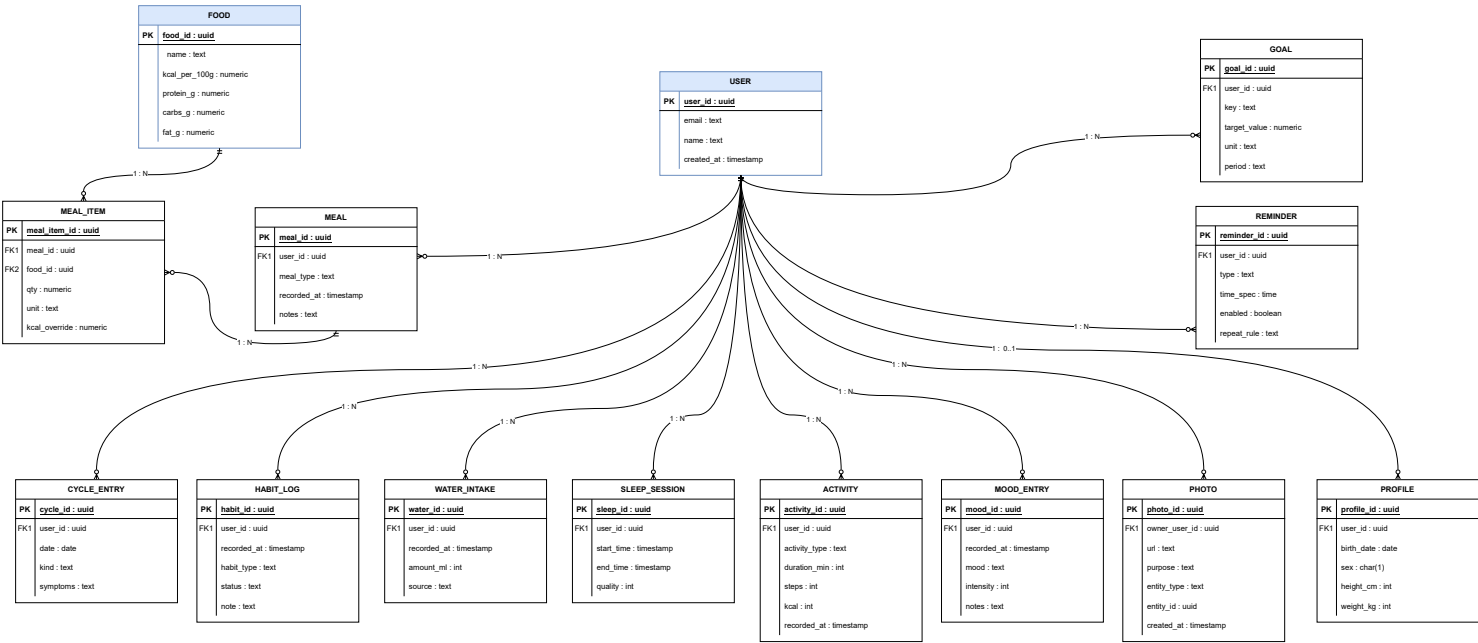 FOOD
PK food_id : uuid
name : text
kcal_per_100g : numeric
protein_g : numeric
carbs_g : numeric
fat_g : numeric
USER
PK user_id : uuid
email : text
name : text
created_at : timestamp
GOAL
PK goal_id : uuid
FK1 user_id : uuid
key : text
target_value : numeric
unit : text
period : text
1 : N
1 : N
MEAL_ITEM
PK meal_item_id : uuid
FK1 meal_id : uuid
FK2 food_id : uuid
qty : numeric
unit : text
kcal_override : numeric
MEAL
PK meal_id : uuid
FK1 user_id : uuid
meal_type : text
recorded_at : timestamp
notes : text
1 : N
REMINDER
PK reminder_id : uuid
FK1 user_id : uuid
type : text
time_spec : time
enabled : boolean
repeat_rule : text
1 : N
1 : N
1 : 0..1
1 : N
1 : N
1 : N
1 : N
1 : N
1 : N
1 : N
CYCLE_ENTRY
PK cycle_id : uuid
FK1 user_id : uuid
date : date
kind : text
symptoms : text
HABIT_LOG
PK habit_id : uuid
FK1 user_id : uuid
recorded_at : timestamp
habit_type : text
status : text
note : text
WATER_INTAKE
PK water_id : uuid
FK1 user_id : uuid
recorded_at : timestamp
amount_ml : int
source : text
SLEEP_SESSION
PK sleep_id : uuid
FK1 user_id : uuid
start_time : timestamp
end_time : timestamp
quality : int
ACTIVITY
PK activity_id : uuid
FK1 user_id : uuid
activity_type : text
duration_min : int
steps : int
kcal : int
recorded_at : timestamp
MOOD_ENTRY
PK mood_id : uuid
FK1 user_id : uuid
recorded_at : timestamp
mood : text
intensity : int
notes : text
PHOTO
PK photo_id : uuid
FK1 owner_user_id : uuid
url : text
purpose : text
entity_type : text
entity_id : uuid
created_at : timestamp
PROFILE
PK profile_id : uuid
FK1 user_id : uuid
birth_date : date
sex : char(1)
height_cm : int
weight_kg : int